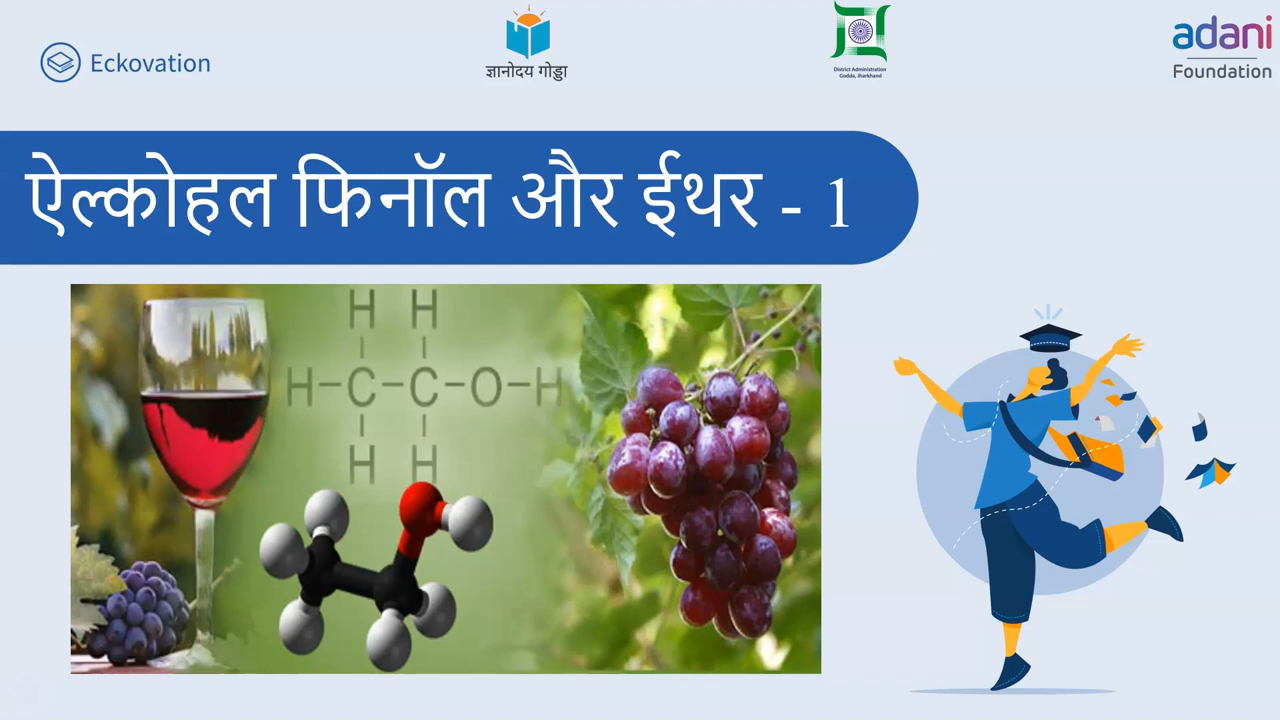 Eckovation
ज्ञानोदय गोड्डा
District Administration
Godda, Jharkhand
adani
Foundation
ऐल्कोहल फिनॉल और ईथर - 1
H H
H-C-C-O-H
H H